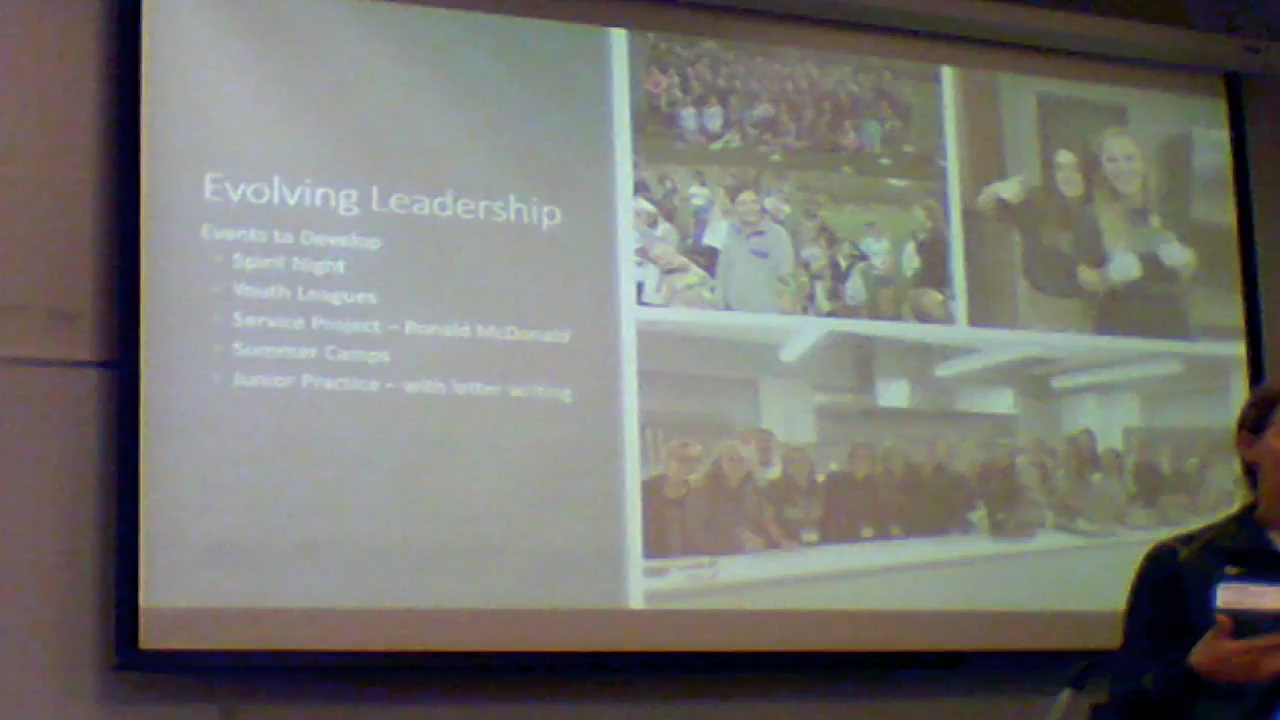 Evolving Leadership
Events to Develop
Spirit Night
Youth Leagues
Service Project – Ronald McDonald
Summer Camps
Junior Practice – with letter writing